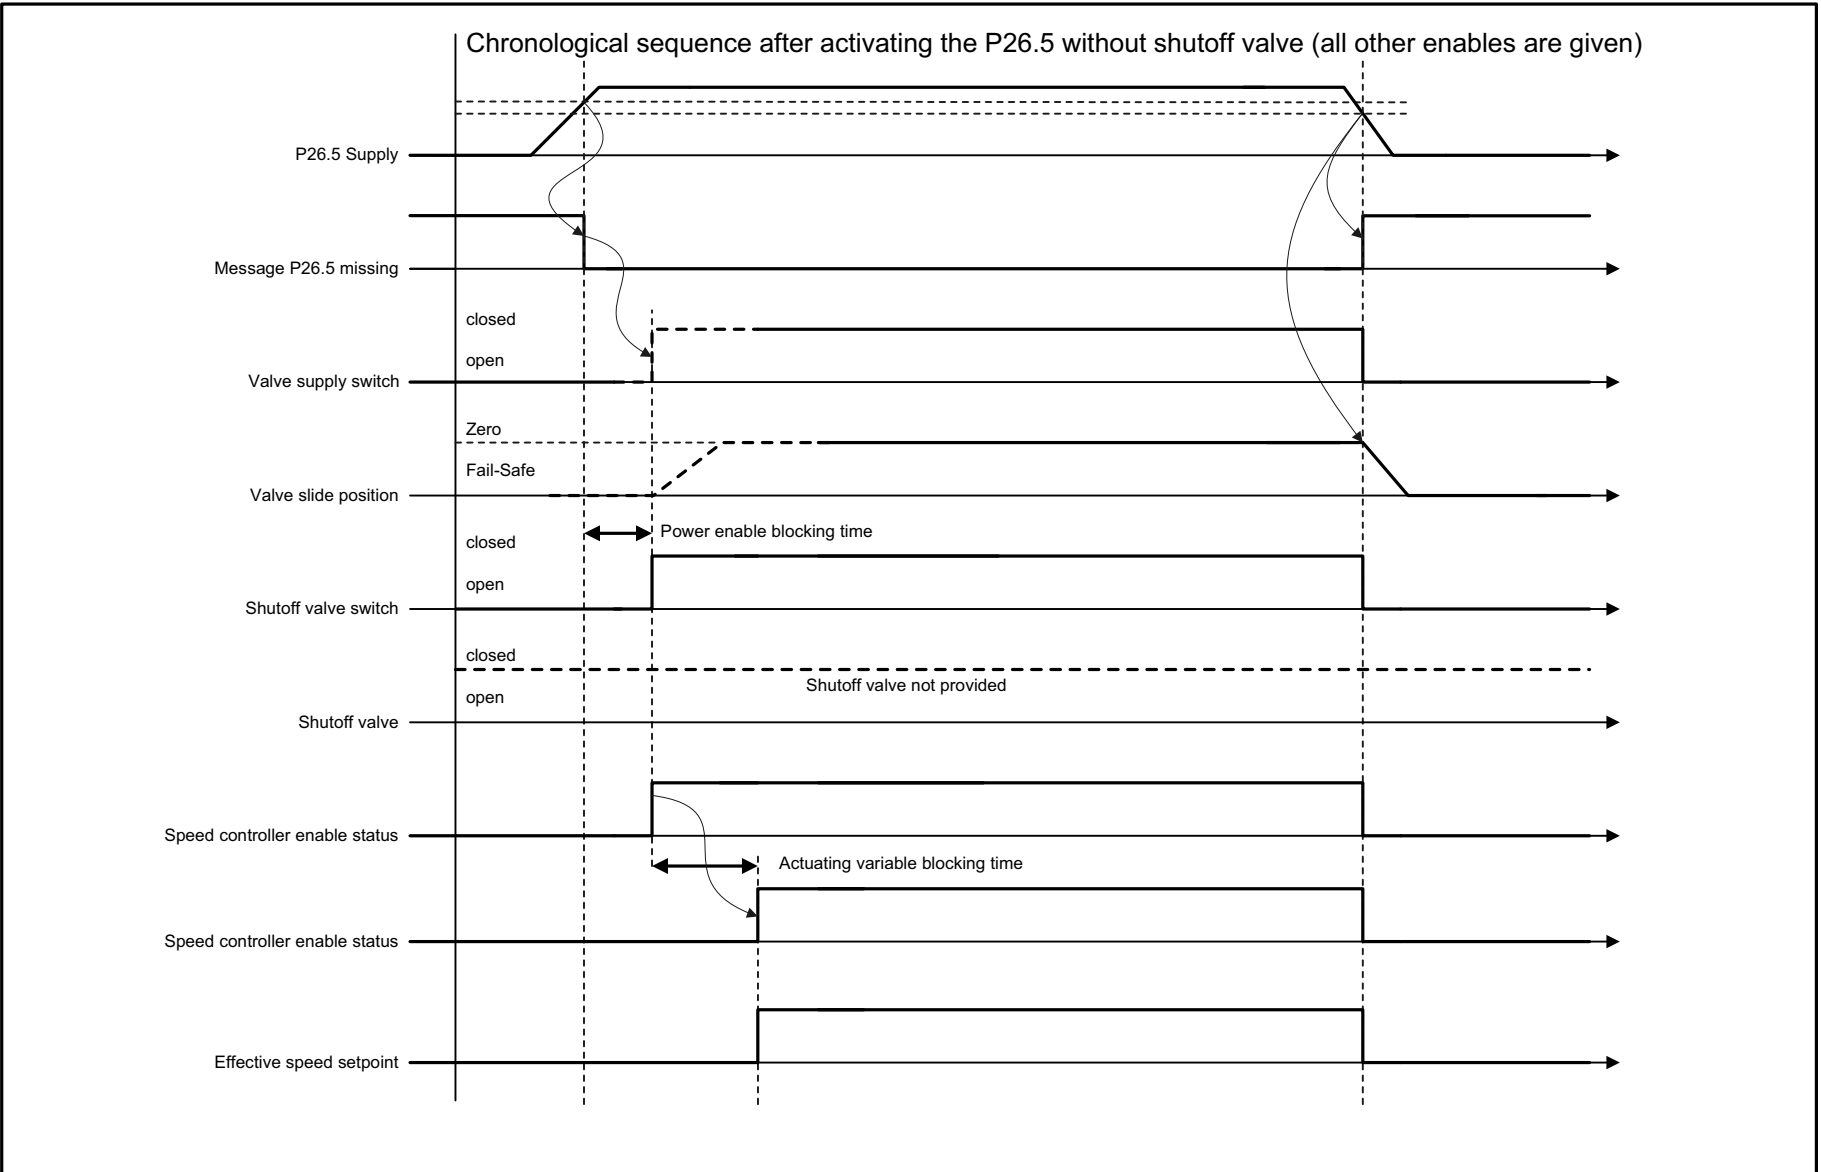 Chronological sequence after activating the P26.5 without shutoff valve (all other enables are given)
P26.5 Supply
Message P26.5 missing
closed
open
Valve supply switch
Zero
Fail-Safe
Valve slide position
Power enable blocking time
closed
open
Shutoff valve switch
closed
Shutoff valve not provided
open
Shutoff valve
Speed controller enable status
Actuating variable blocking time
Speed controller enable status
Effective speed setpoint